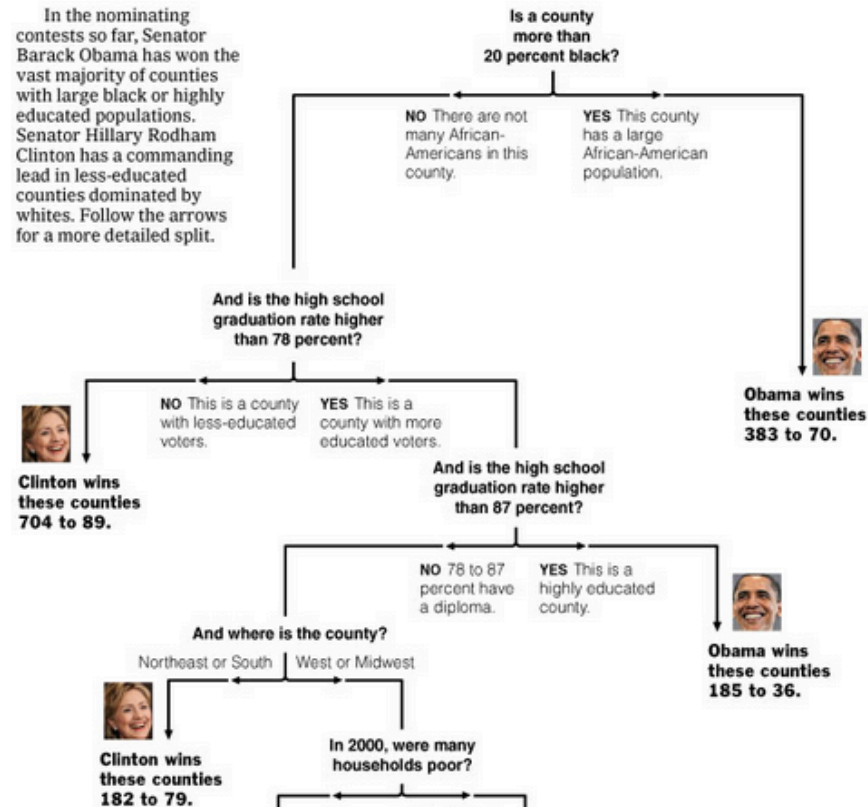 In the nominating
contests so far, Senator
Barack Obama has won the
vast majority of counties
with large black or highly
educated populations.
Senator Hillary Rodham
Clinton has a commanding
lead in less-educated
counties dominated by
whites. Follow the arrows
for a more detailed split.
Is a county
more than
20 percent black?
NO There are not
many African-
Americans in this
county.
YES This county
has a large
African-American
population.
And is the high school
graduation rate higher
than 78 percent?
Obama wins
these counties
383 to 70.
NO This is a county
with less-educated
voters.
YES This is a
county with more
educated voters.
Clinton wins
these counties
704 to 89.
And is the high school
graduation rate higher
than 87 percent?
NO 78 to 87
percent have
a diploma.
YES This is a
highly educated
county.
Obama wins
these counties
185 to 36.
And where is the county?
Northeast or South
West or Midwest
Clinton wins
these counties
182 to 79.
In 2000, were many
households poor?